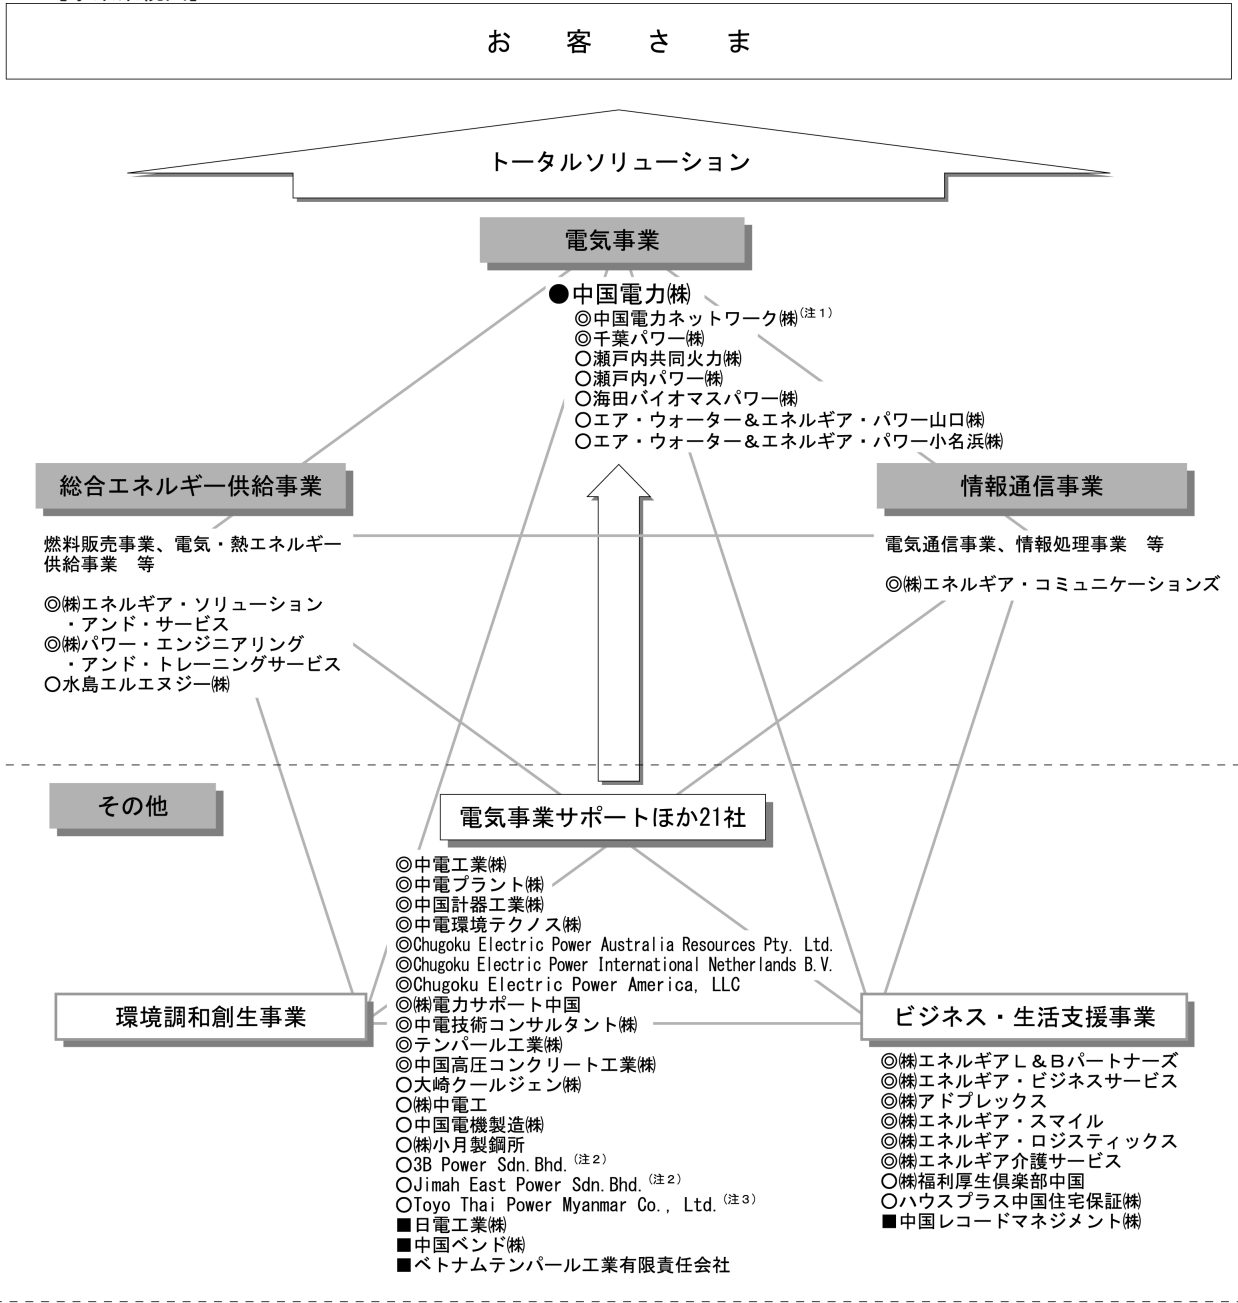 お客さま
トータルソリューション
電気事業
●中国電力㈱
◎中国電力ネットワーク㈱(注1)
◎千葉パワー㈱
○瀬戸内共同火力㈱
○瀬戸内パワー㈱
○海田バイオマスパワー㈱
○エア・ウォーター&エネルギア・パワー山口㈱
○エア・ウォーター&エネルギア・パワー小名浜㈱
総合エネルギー供給事業
燃料販売事業、電気・熱エネルギー
供給事業 等
◎㈱エネルギア・ソリューション
・アンド・サービス
◎㈱パワー・エンジニアリング
・アンド・トレーニングサービス
○水島エルエヌジー㈱
情報通信事業
電気通信事業、情報処理事業 等
◎㈱エネルギア・コミュニケーションズ
その他
電気事業サポートほか21社
◎中電工業㈱
◎中電プラント㈱
◎中国計器工業㈱
◎中電環境テクノス㈱
◎Chugoku Electric Power Australia Resources Pty. Ltd.
◎Chugoku Electric Power International Netherlands B.V.
◎Chugoku Electric Power America, LLC
◎㈱電力サポート中国
◎中電技術コンサルタント㈱
◎テンパール工業㈱
◎中国高圧コンクリート工業㈱
○大崎クールジェン㈱
○㈱中電工
○中国電機製造㈱
○㈱小月製鋼所
○3B Power Sdn.Bhd.(注2)
○Jimah East Power Sdn.Bhd.(注2)
○Toyo Thai Power Myanmar Co., Ltd.(注3)
■日電工業㈱
■中国ベンド㈱
■ベトナムテンパール工業有限責任会社
環境調和創生事業
ビジネス・生活支援事業
◎㈱エネルギアL&Bパートナーズ
◎㈱エネルギア・ビジネスサービス
◎㈱アドプレックス
◎㈱エネルギア・スマイル
◎㈱エネルギア・ロジスティックス
◎㈱エネルギア介護サービス
○㈱福利厚生倶楽部中国
○ハウスプラス中国住宅保証㈱
■中国レコードマネジメント㈱